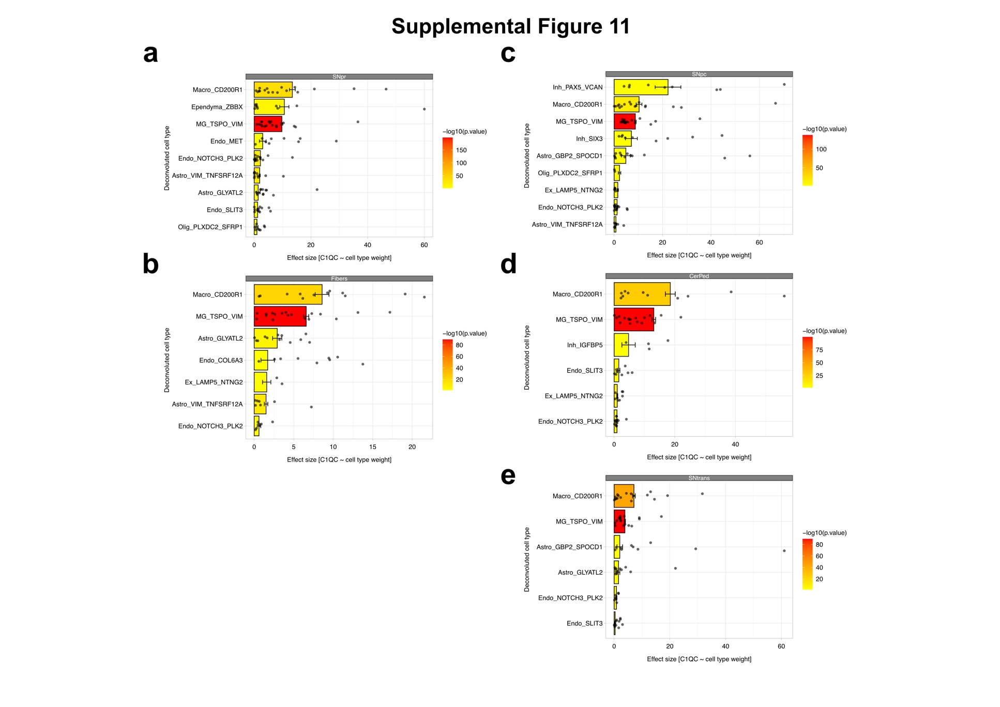 Supplemental Figure 11
a
SNpr
Deconvoluted cell type
Macro_CD200R1
Ependyma_ZBBX
MG_TSPO_VIM
Endo_MET
Endo_NOTCH3_PLK2
Astro_VIM_TNFSRF12A
Astro_GLYATL2
Endo_SLIT3
Olig_PLXDC2_SFRP1
0 20 40 60
Effect size [C1QC ~ cell type weight]
−log10(p.value)
150
100
50
b
Fibers
Deconvoluted cell type
Macro_CD200R1
MG_TSPO_VIM
Astro_GLYATL2
Endo_COL6A3
Ex_LAMP5_NTNG2
Astro_VIM_TNFSRF12A
Endo_NOTCH3_PLK2
0 5 10 15 20
Effect size [C1QC ~ cell type weight]
−log10(p.value)
80
60
40
20
c
SNpc
Deconvoluted cell type
Inh_PAX5_VCAN
Macro_CD200R1
MG_TSPO_VIM
Inh_SIX3
Astro_GBP2_SPOCD1
Olig_PLXDC2_SFRP1
Ex_LAMP5_NTNG2
Endo_NOTCH3_PLK2
Astro_VIM_TNFSRF12A
0 20 40 60
Effect size [C1QC ~ cell type weight]
−log10(p.value)
100
50
d
CerPed
Deconvoluted cell type
Macro_CD200R1
MG_TSPO_VIM
Inh_IGFBP5
Endo_SLIT3
Ex_LAMP5_NTNG2
Endo_NOTCH3_PLK2
0 20 40
Effect size [C1QC ~ cell type weight]
−log10(p.value)
75
50
25
e
SNtrans
Deconvoluted cell type
Macro_CD200R1
MG_TSPO_VIM
Astro_GBP2_SPOCD1
Astro_GLYATL2
Endo_NOTCH3_PLK2
Endo_SLIT3
0 20 40 60
Effect size [C1QC ~ cell type weight]
−log10(p.value)
80
60
40
20